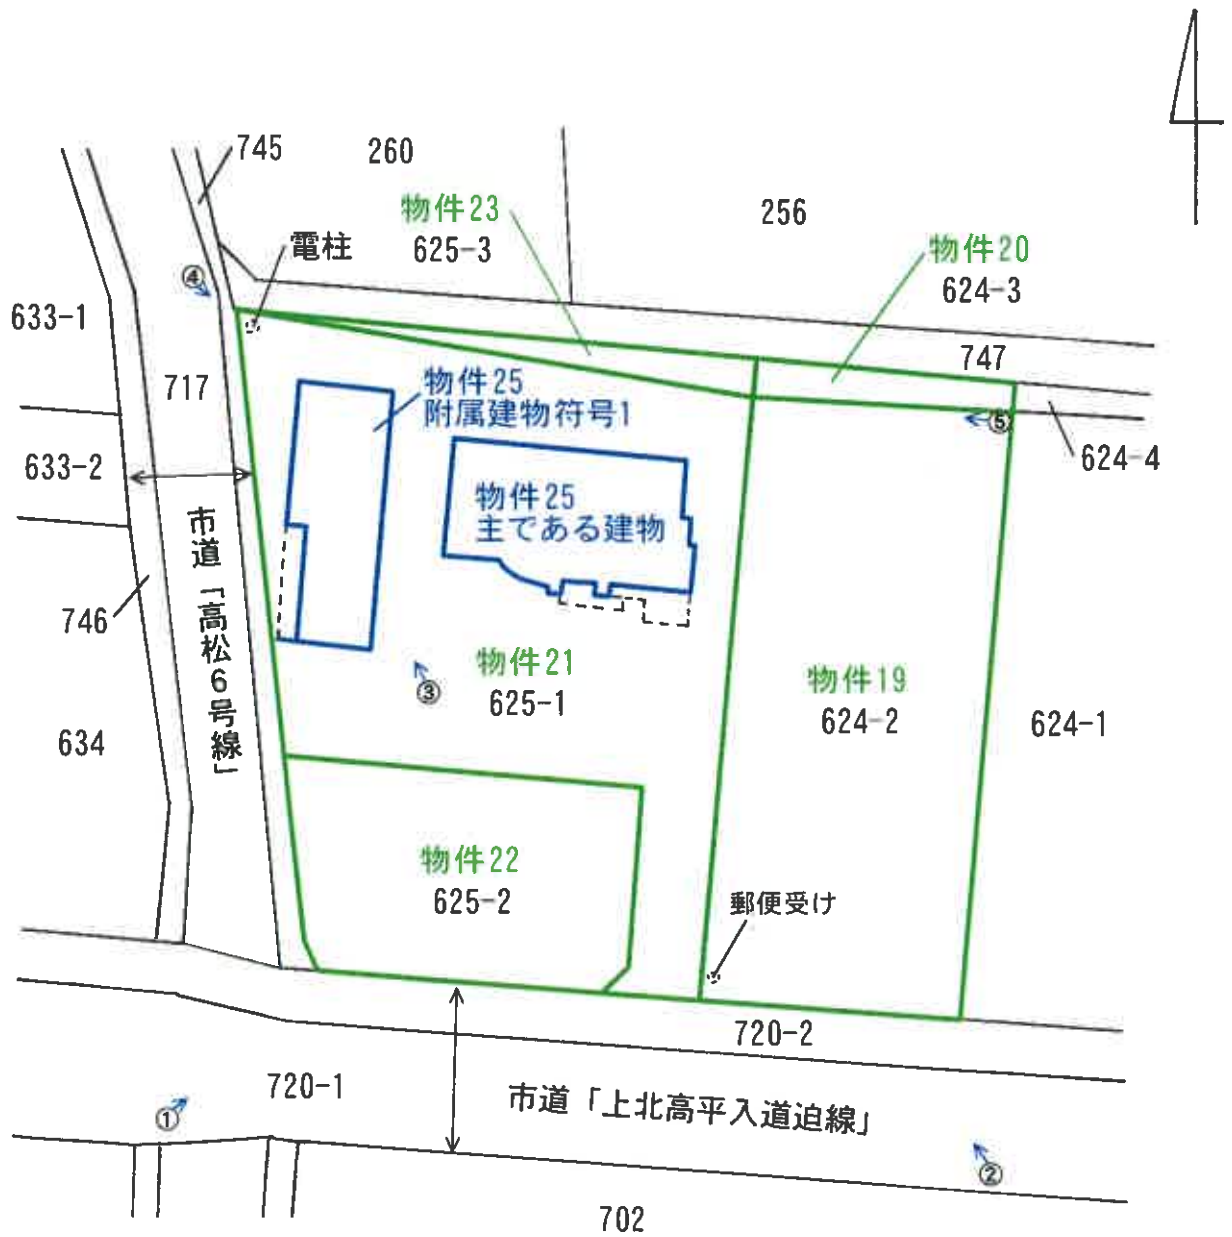 745
260
物件23
625-3
256
電柱
物件20
624-3
④
633-1
747
717
物件25
附属建物符号1
⑤
633-2
624-4
物件25
主である建物
市道「高松6号線」
746
物件21
625-1
③
物件19
624-2
624-1
634
物件22
625-2
郵便受け
720-2
720-1
市道「上北高平入道迫線」
①
②
702